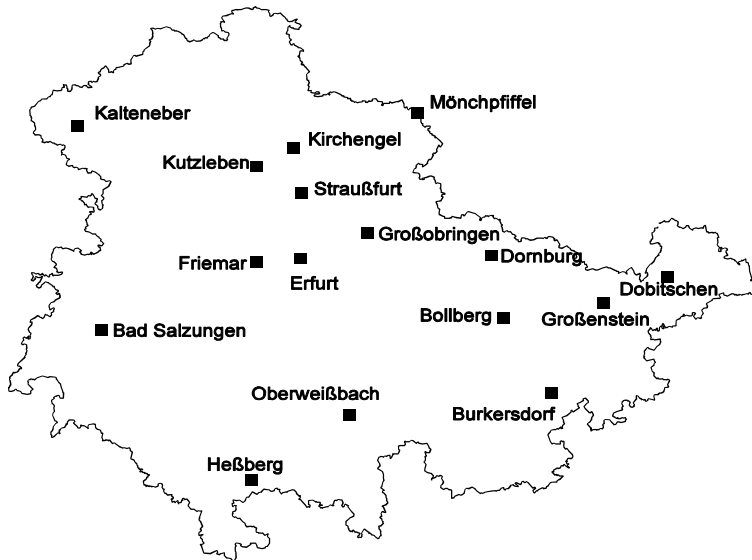 Mönchpfiffel
Kalteneber
Kirchengel
Kutzleben
Straußfurt
Großobringen
Dornburg
Friemar
Erfurt
Dobitschen
Bollberg
Großenstein
Bad Salzungen
Oberweißbach
Burkersdorf
Heßberg